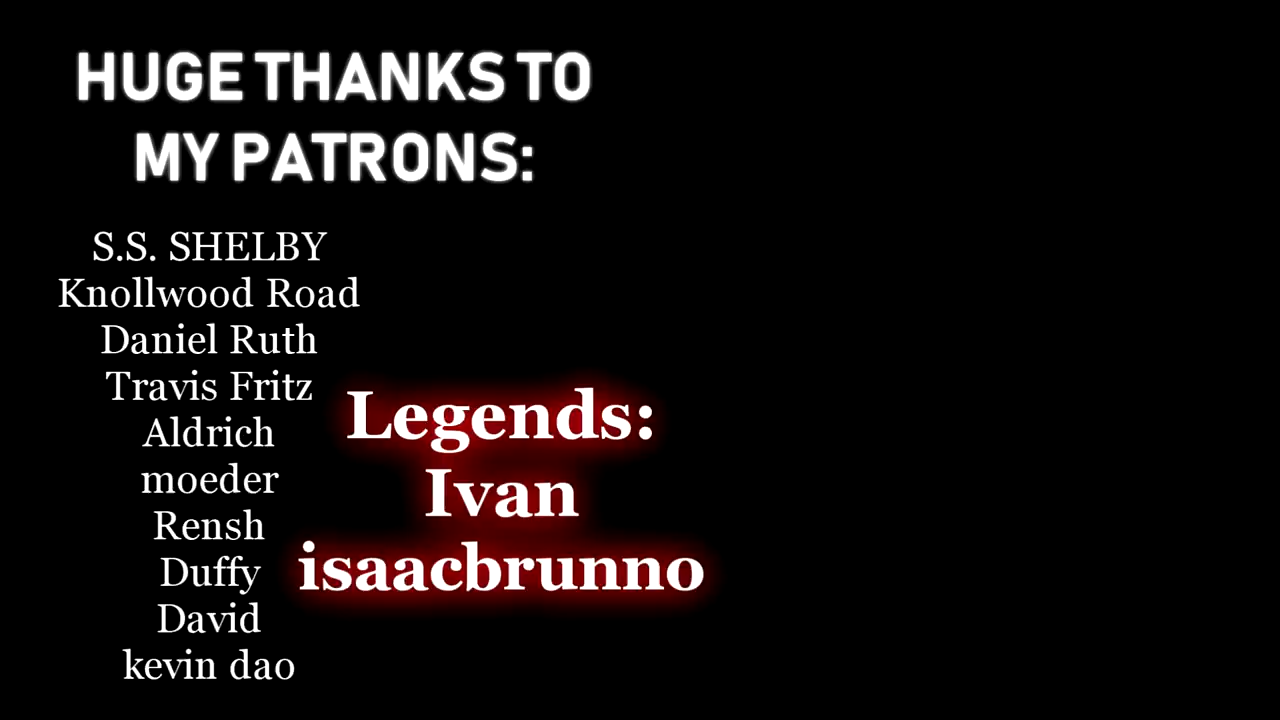 HUGE THANKS TO
MY PATRONS:
S.S. SHELBY
Knollwood Road
Daniel Ruth
Travis Fritz
Aldrich
moeder
Rensh
Duffy
David
kevin dao
Legends:
Ivan
isaacbrunno